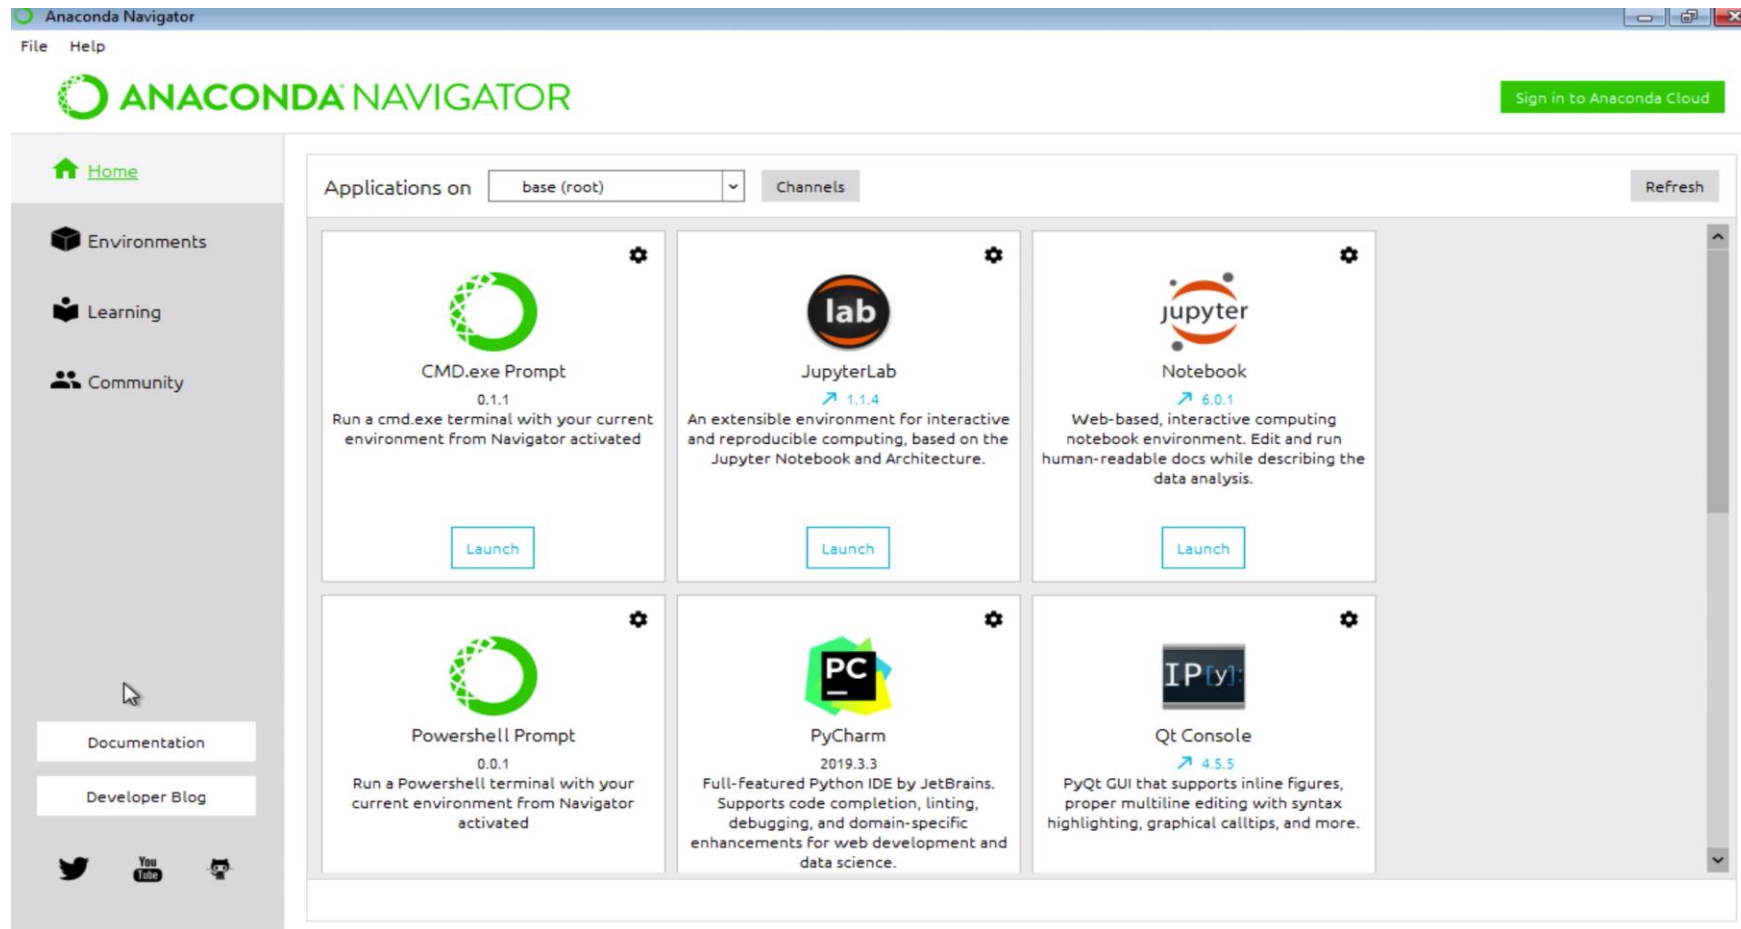 Anaconda Navigator
File Help
ANACONDA NAVIGATOR
Sign in to Anaconda Cloud
Home
Environments
Learning
Community
Documentation
Developer Blog
You
Tube
Applications on base (root) Channels Refresh
CMD.exe Prompt
0.1.1
Run a cmd.exe terminal with your current
environment from Navigator activated
Launch
lab
JupyterLab
1.1.4
An extensible environment for interactive
and reproducible computing, based on the
Jupyter Notebook and Architecture.
Launch
jupyter
Notebook
6.0.1
Web-based, interactive computing
notebook environment. Edit and run
human-readable docs while describing the
data analysis.
Launch
Powershell Prompt
0.0.1
Run a Powershell terminal with your
current environment from Navigator
activated
PC
PyCharm
2019.3.3
Full-featured Python IDE by JetBrains.
Supports code completion, linting,
debugging, and domain-specific
enhancements for web development and
data science.
IP[y]:
Qt Console
4.5.5
PyQt GUI that supports inline figures,
proper multiline editing with syntax
highlighting, graphical calltips, and more.